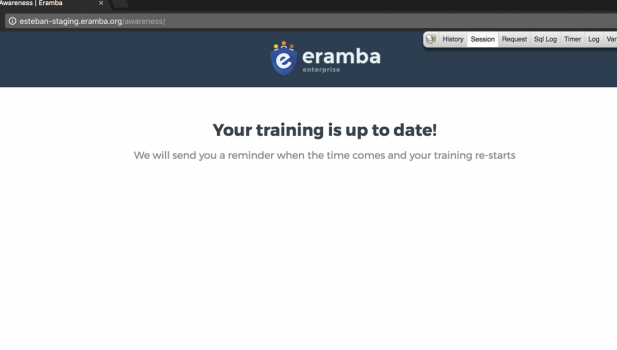 Awareness | Eramba
esteban-staging.eramba.org/awareness/
History Session Request Sql Log Timer Log Var
eramba
enterprise
Your training is up to date!
We will send you a reminder when the time comes and your training re-starts